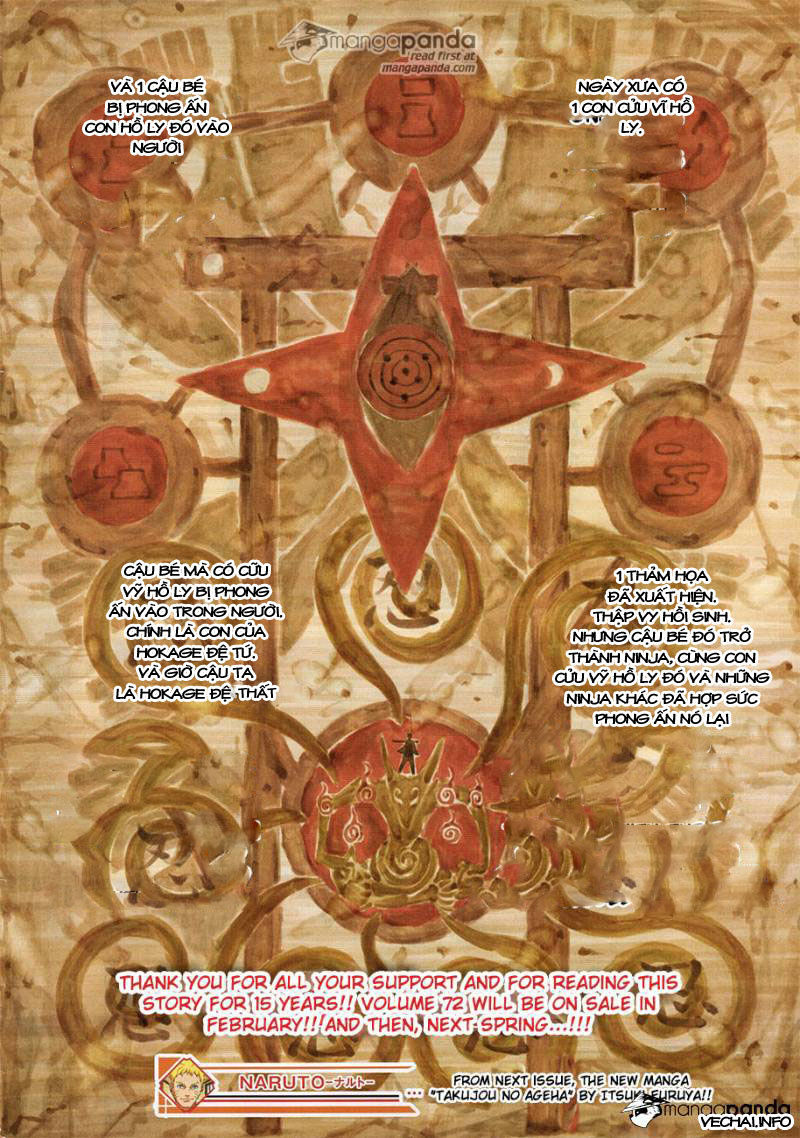 mangapanda
read first at
mangapanda.com
NGÀY XƯA CÓ
1 CON CỬU VĨ HỒ
LY.
VÀ 1 CẬU BÉ
BỊ PHONG ẤN
CON HỒ LY ĐÓ VÀO
NGƯỜI
1 THẢM HỌA
ĐÃ XUẤT HIỆN.
THẬP VY HỒI SINH.
NHƯNG CẬU BÉ ĐÓ TRỞ
THÀNH NINJA, CÙNG CON
CỬU VỸ HỒ LY ĐÓ VÀ NHỮNG
NINJA KHÁC ĐÃ HỢP SỨC
PHONG ẤN NÓ LẠI
CẬU BÉ MÀ CÓ CỮU
VỸ HỒ LY BỊ PHONG
ẤN VÀO TRONG NGƯỜI.
CHÍNH LÀ CON CỦA
HOKAGE ĐỆ TỨ.
VÀ GIỜ CẬU TA
LÀ HOKAGE ĐỆ THẤT
忍
忍
THANK YOU FOR ALL YOUR SUPPORT AND FOR READING THIS
STORY FOR 15 YEARS!! VOLUME 72 WILL BE ON SALE IN
FEBRUARY!! AND THEN, NEXT SPRING...!!!
NARUTO -ナルト-
... FROM NEXT ISSUE, THE NEW MANGA
"TAKUJOU NO AGEHA" BY ITSUKI FURUYA!!
mangapanda
VECHAI.INFO